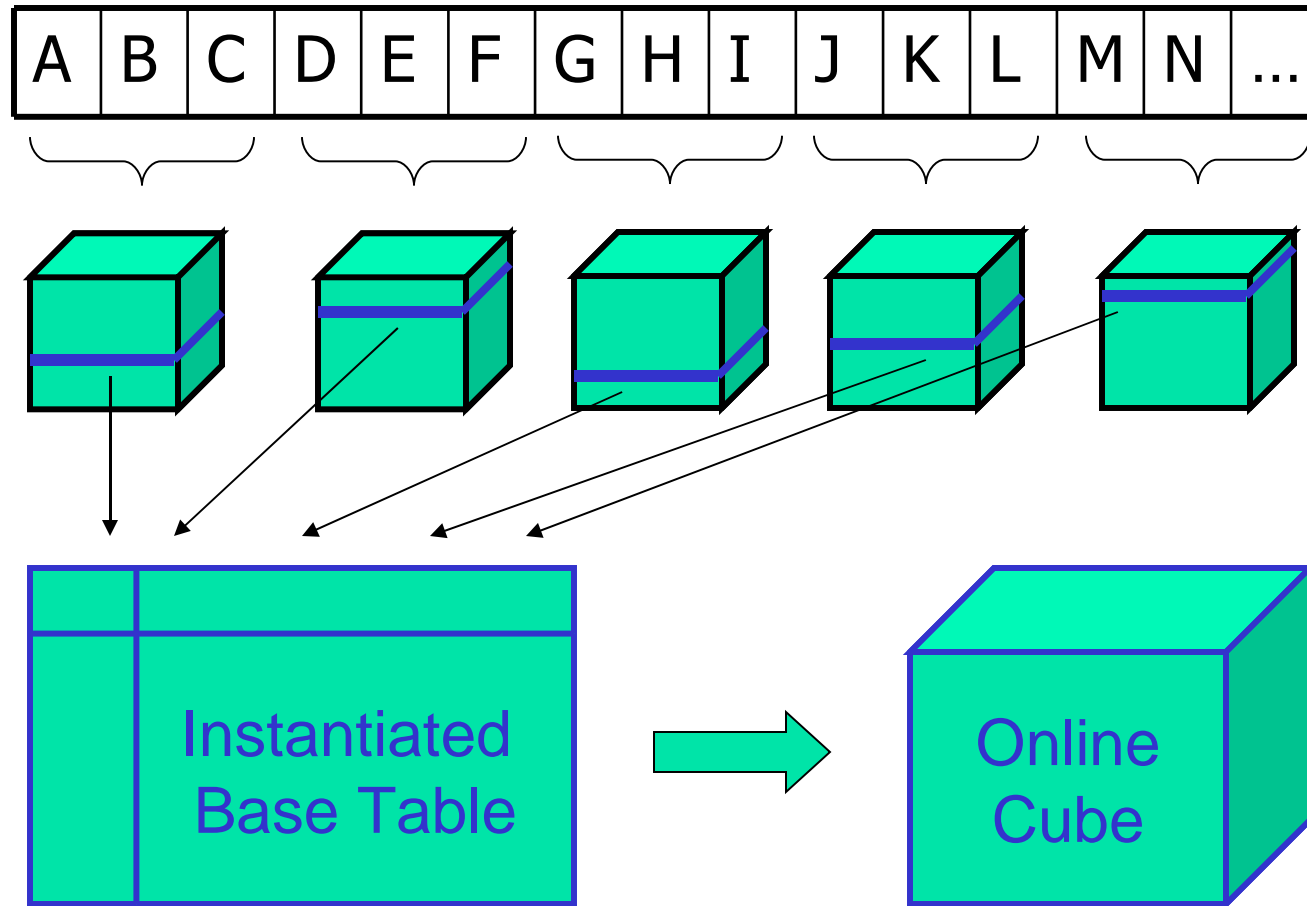 A B C D E F G H I J K L M N ...
Instantiated
Base Table
Online
Cube